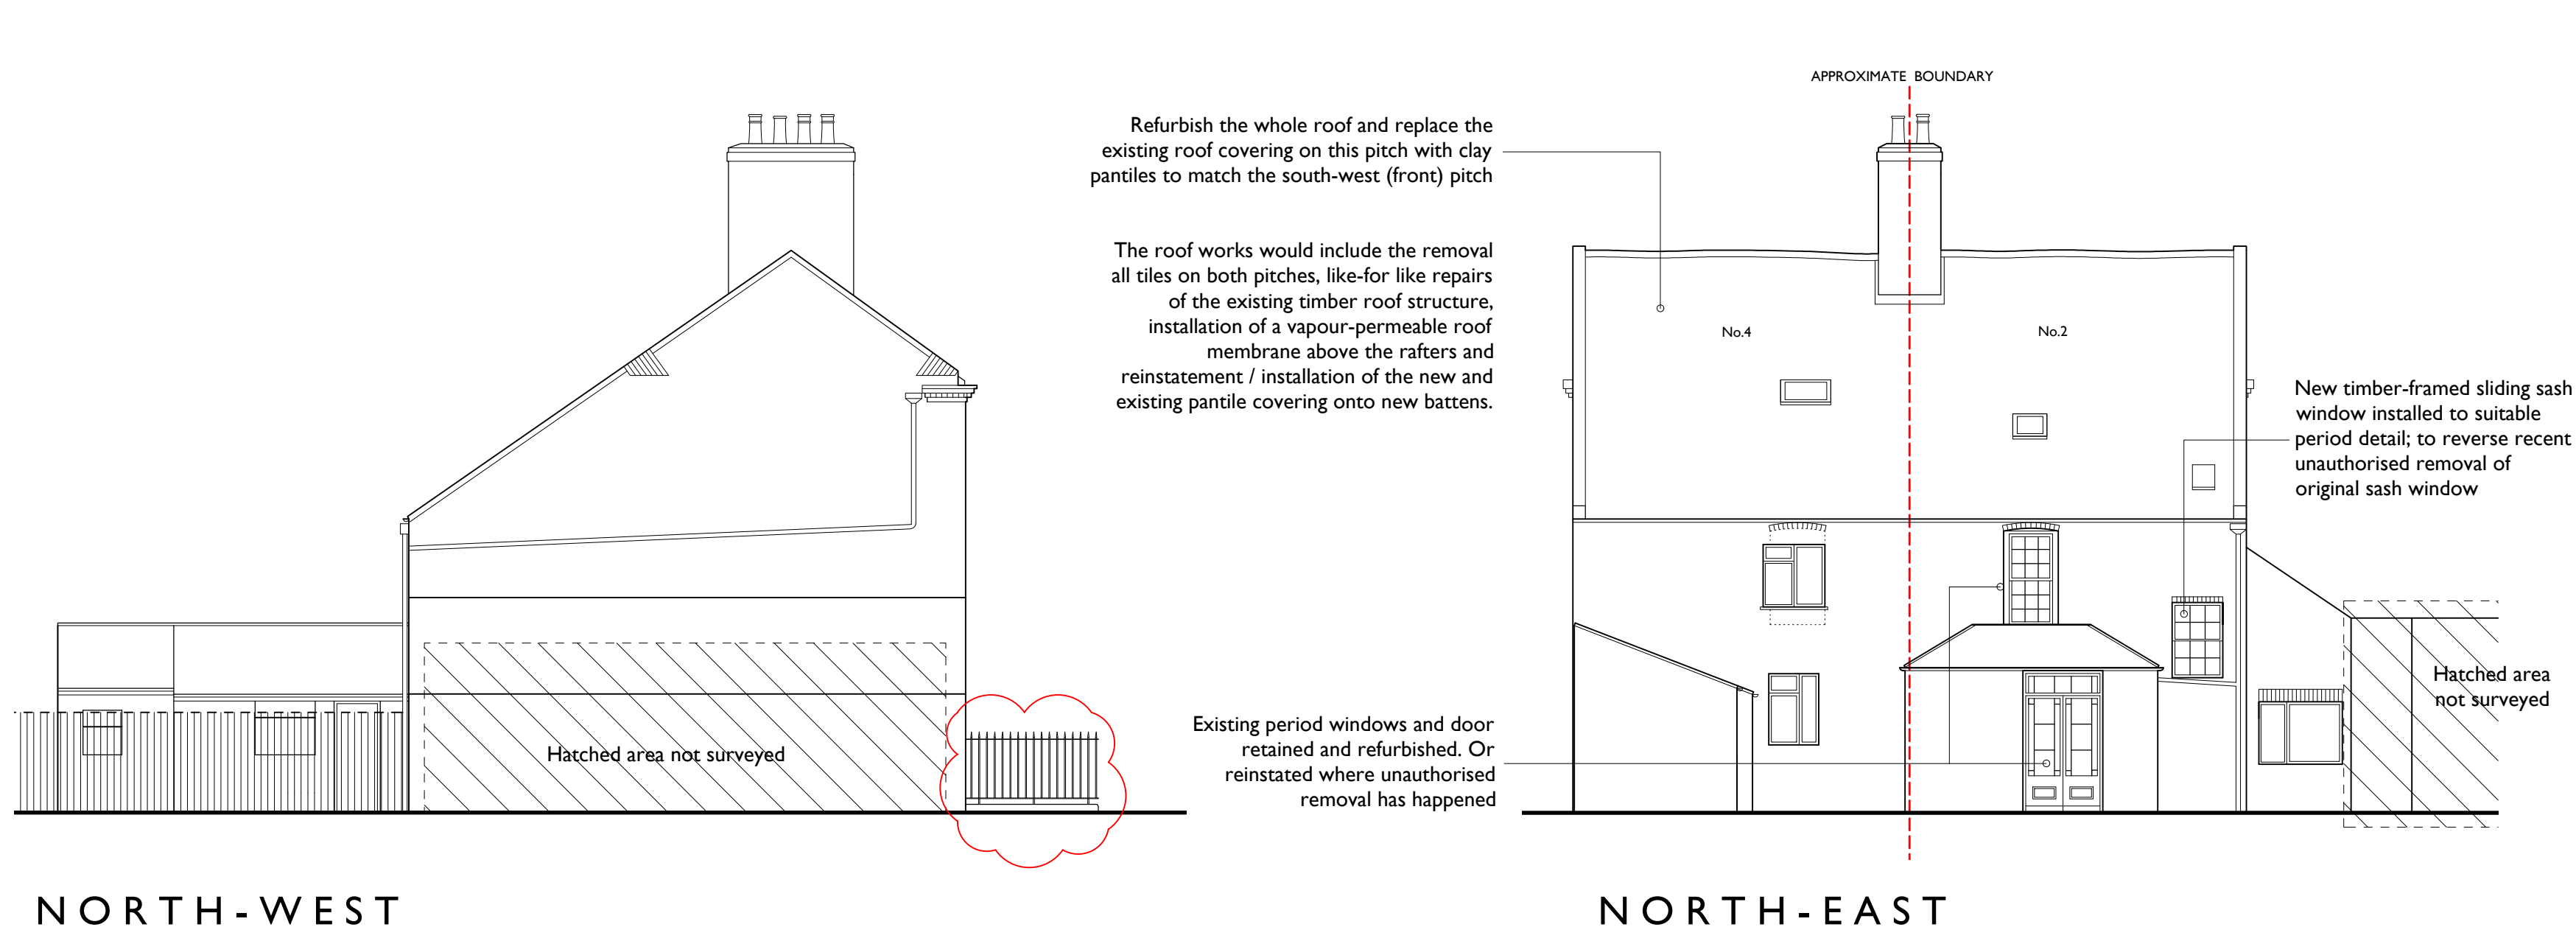 APPROXIMATE BOUNDARY
Refurbish the whole roof and replace the
existing roof covering on this pitch with clay
pantiles to match the south-west (front) pitch
The roof works would include the removal
all tiles on both pitches, like-for like repairs
of the existing timber roof structure,
installation of a vapour-permeable roof
membrane above the rafters and
reinstatement / installation of the new and
existing pantile covering onto new battens.
No.4
No.2
New timber-framed sliding sash
window installed to suitable
period detail; to reverse recent
unauthorised removal of
original sash window
Hatched area
not surveyed
Existing period windows and door
retained and refurbished. Or
reinstated where unauthorised
removal has happened
Hatched area not surveyed
NORTH-WEST
NORTH-EAST